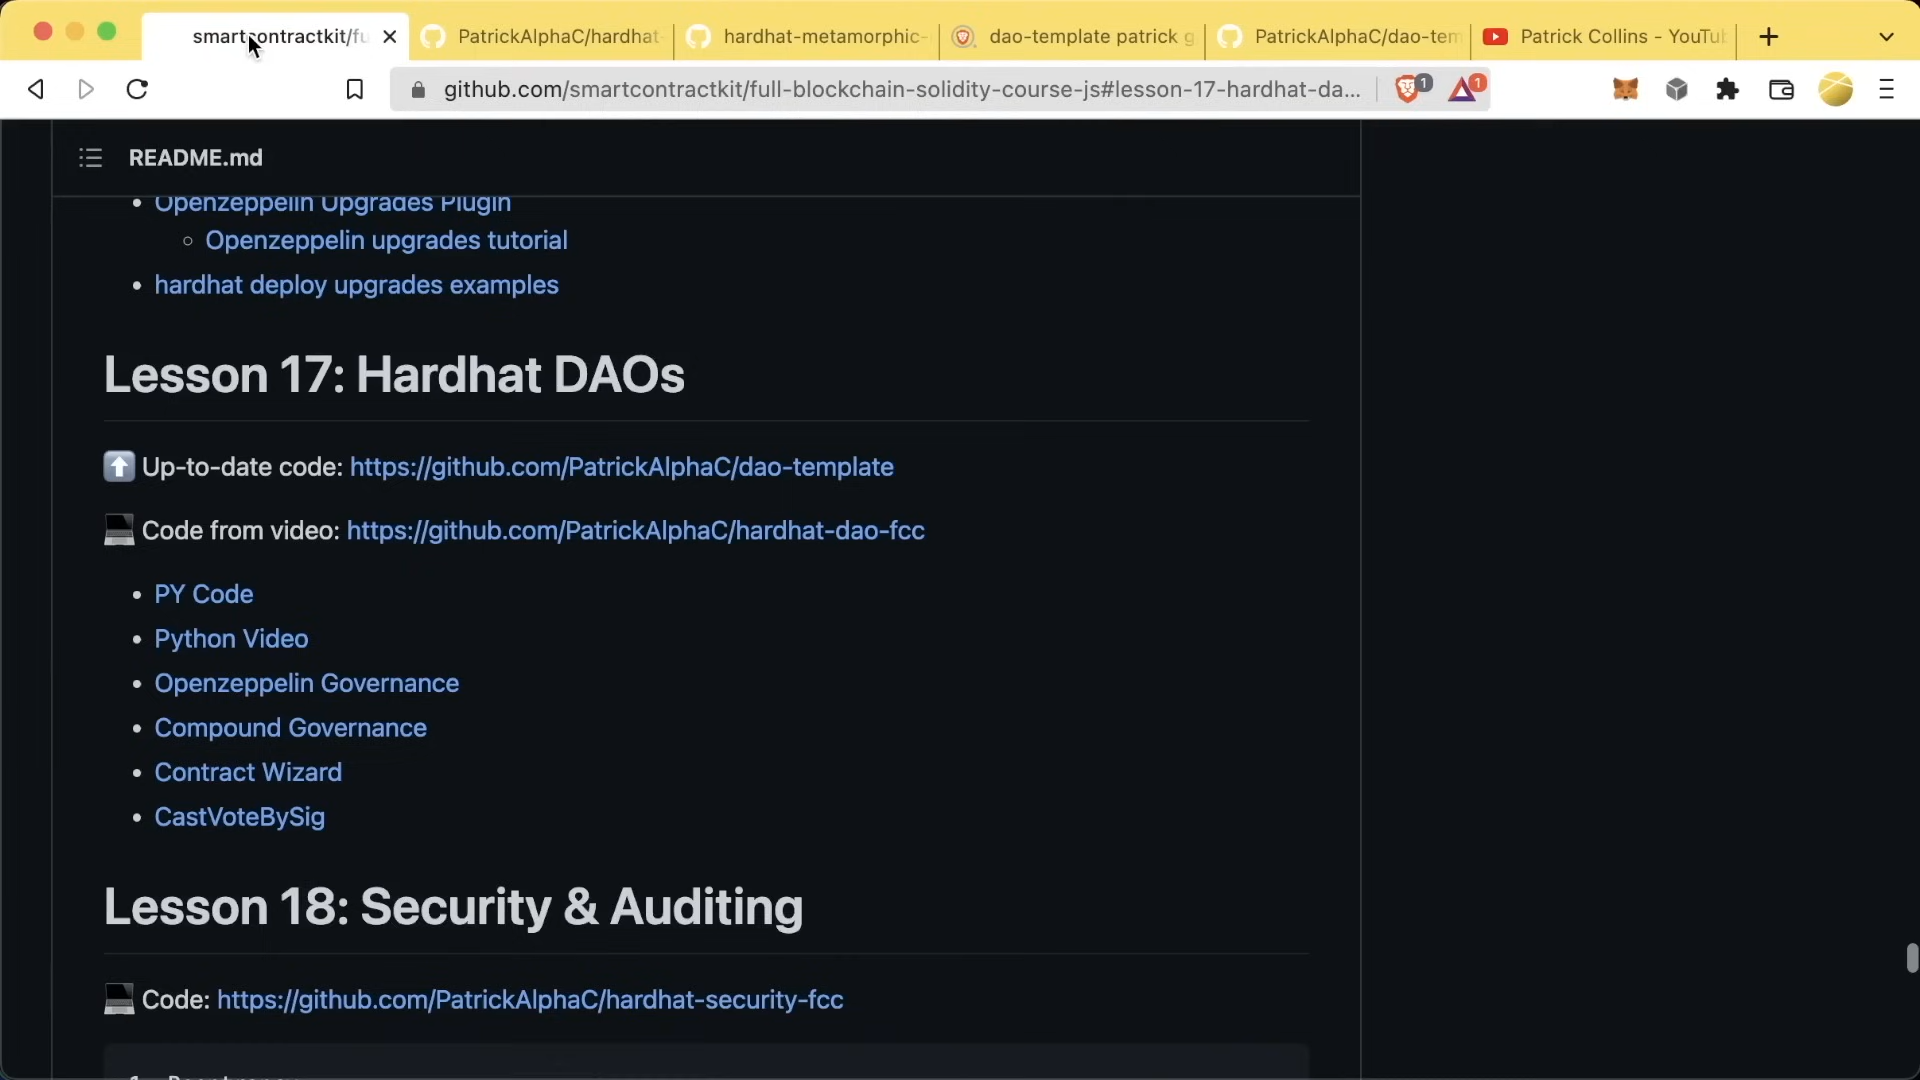 smartcontractkit/fu
PatrickAlphaC/hardhat-
hardhat-metamorphic-
dao-template patrick g
PatrickAlphaC/dao-tem
Patrick Collins - YouTub
github.com/smartcontractkit/full-blockchain-solidity-course-js#lesson-17-hardhat-da...
1
1
README.md
Openzeppelin Upgrades Plugin
Openzeppelin upgrades tutorial
hardhat deploy upgrades examples
Lesson 17: Hardhat DAOs
Up-to-date code: https://github.com/PatrickAlphaC/dao-template
Code from video: https://github.com/PatrickAlphaC/hardhat-dao-fcc
PY Code
Python Video
Openzeppelin Governance
Compound Governance
Contract Wizard
CastVoteBySig
Lesson 18: Security & Auditing
Code: https://github.com/PatrickAlphaC/hardhat-security-fcc